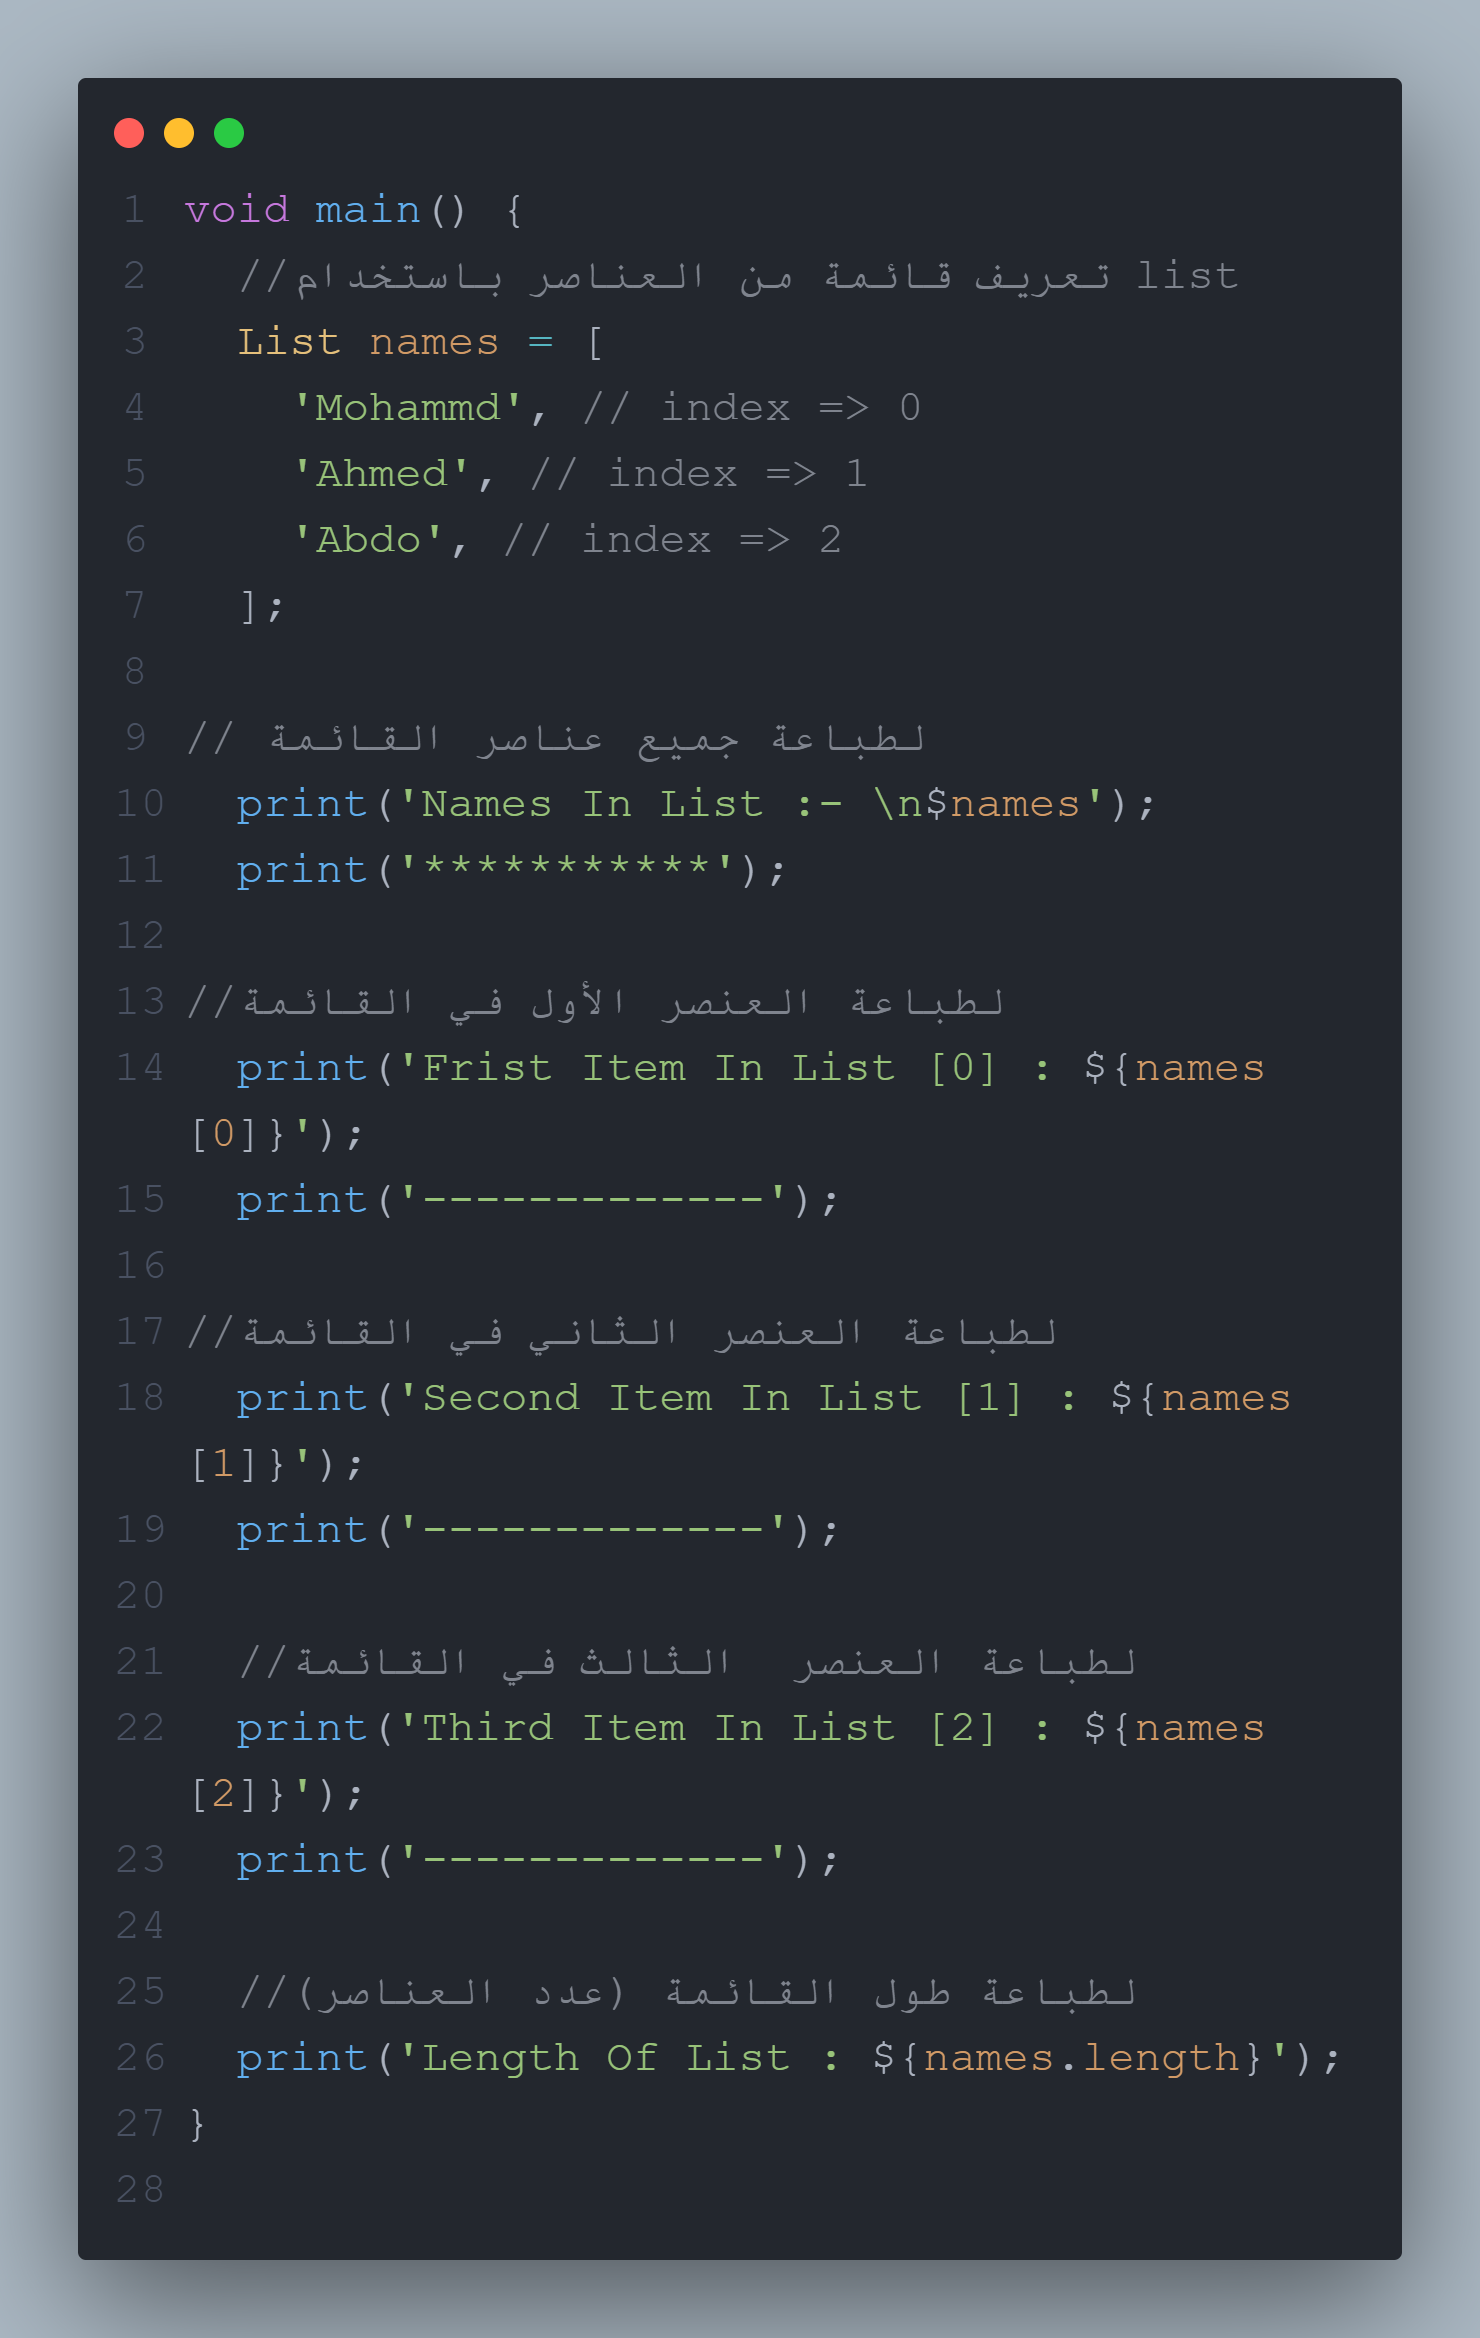 1 void main() {
2   //تعريف قائمة من العناصر باستخدام list
3   List names = [
4     'Mohammd', // index => 0
5     'Ahmed', // index => 1
6     'Abdo', // index => 2
7   ];
8
9 // لطباعة جميع عناصر القائمة
10   print('Names In List :- \n$names');
11   print('***********');
12
13 //لطباعة العنصر الأول في القائمة
14   print('Frist Item In List [0] : ${names
[0]}');
15   print('-------------');
16
17 //لطباعة العنصر الثاني في القائمة
18   print('Second Item In List [1] : ${names
[1]}');
19   print('-------------');
20
21   //لطباعة العنصر  الثالث في القائمة
22   print('Third Item In List [2] : ${names
[2]}');
23   print('-------------');
24
25   //لطباعة طول القائمة (عدد العناصر)
26   print('Length Of List : ${names.length}');
27 }
28